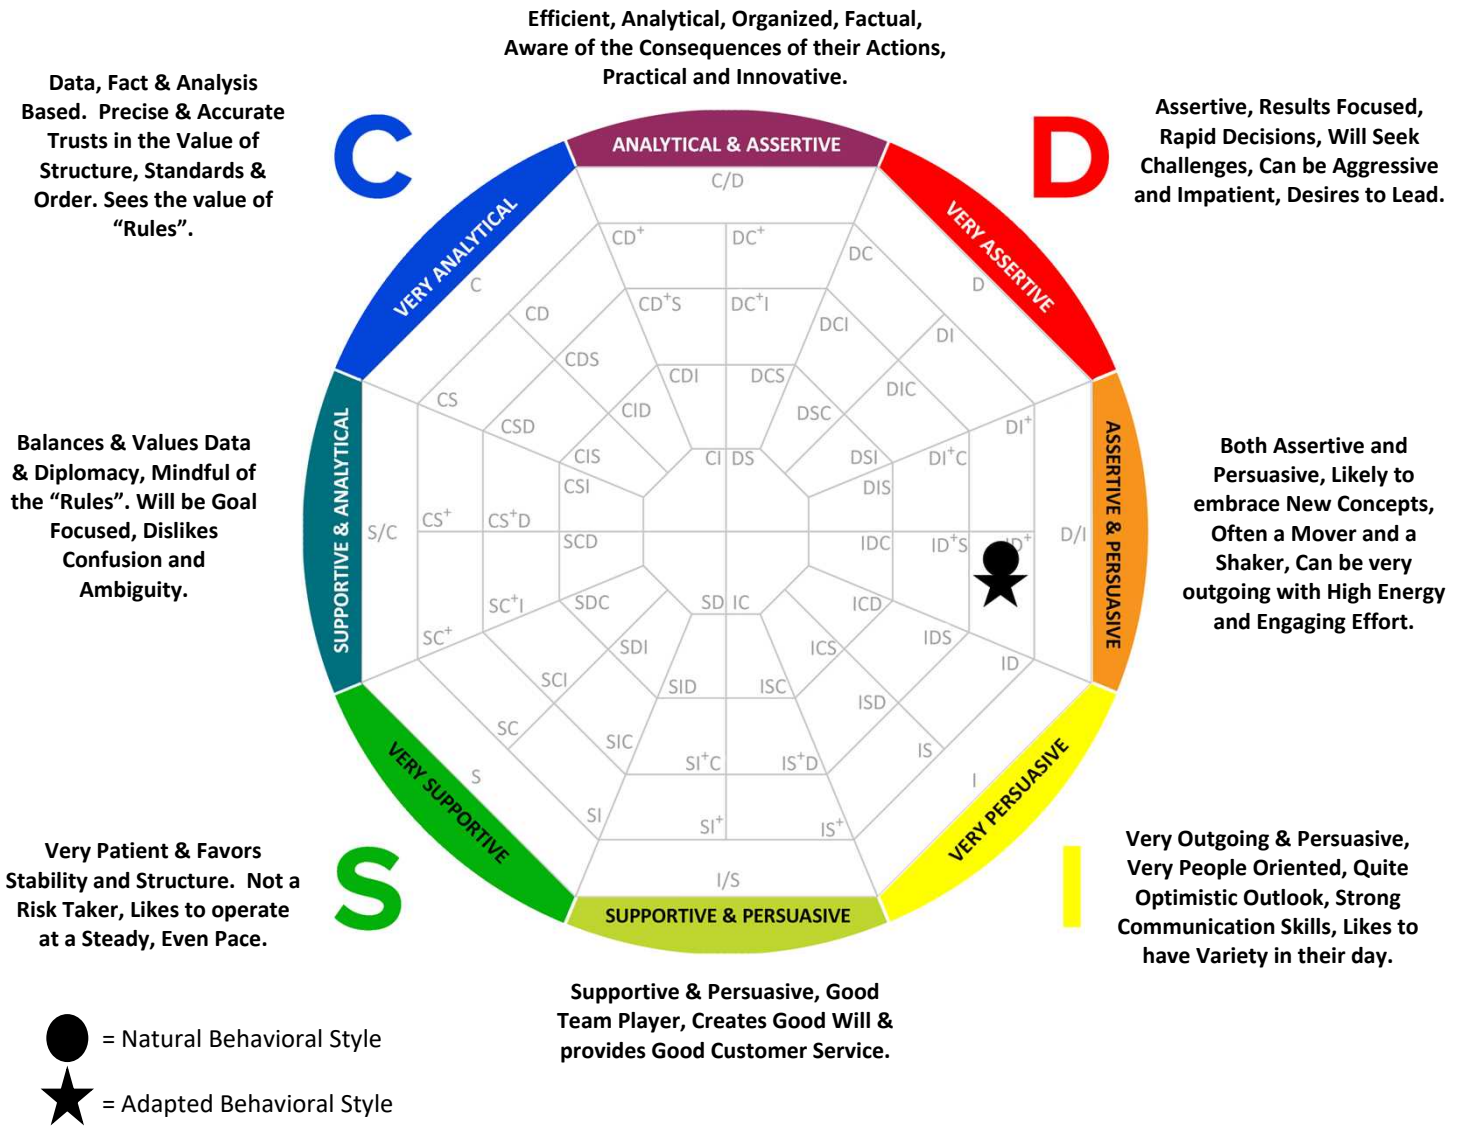 Efficient, Analytical, Organized, Factual,
Aware of the Consequences of their Actions,
Practical and Innovative.
Data, Fact & Analysis
Based.  Precise & Accurate
Trusts in the Value of
Structure, Standards &
Order. Sees the value of
“Rules”.
C
ANALYTICAL & ASSERTIVE
D
Assertive, Results Focused,
Rapid Decisions, Will Seek
Challenges, Can be Aggressive
and Impatient, Desires to Lead.
VERY ANALYTICAL
VERY ASSERTIVE
C/D
CD+
DC+
DC
C
D
CD
CD+S
DC+I
DCI
DI
CDS
CDI
DCS
DIC
CS
CID
DSC
CSD
DI+
CIS
CI
DS
DSI
DI+C
CSI
DIS
SUPPORTIVE & ANALYTICAL
S/C
CS+
CS+D
SCD
IDC
ID+S
ID+
D/I
ASSERTIVE & PERSUASIVE
Balances & Values Data
& Diplomacy, Mindful of
the “Rules”. Will be Goal
Focused, Dislikes
Confusion and
Ambiguity.
Both Assertive and
Persuasive, Likely to
embrace New Concepts,
Often a Mover and a
Shaker, Can be very
outgoing with High Energy
and Engaging Effort.
SC+I
SDC
SD
IC
ICD
SC+
SDI
ICS
IDS
ID
SCI
SID
ISC
ISD
SC
SIC
SI+C
IS+D
IS
S
I
SI
SI+
IS+
VERY SUPPORTIVE
VERY PERSUASIVE
I/S
SUPPORTIVE & PERSUASIVE
S
I
Very Patient & Favors
Stability and Structure.  Not a
Risk Taker, Likes to operate
at a Steady, Even Pace.
Very Outgoing & Persuasive,
Very People Oriented, Quite
Optimistic Outlook, Strong
Communication Skills, Likes to
have Variety in their day.
Supportive & Persuasive, Good
Team Player, Creates Good Will &
provides Good Customer Service.
= Natural Behavioral Style
= Adapted Behavioral Style